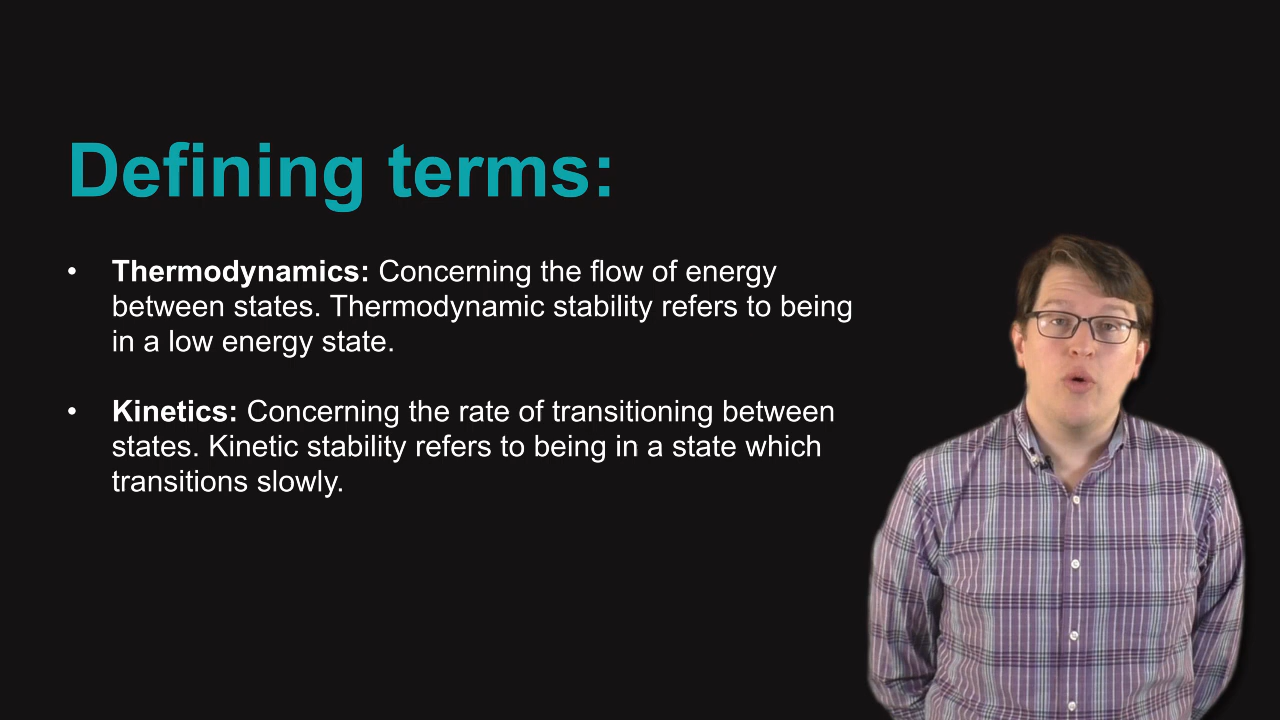 Defining terms:
• Thermodynamics: Concerning the flow of energy
between states. Thermodynamic stability refers to being
in a low energy state.
• Kinetics: Concerning the rate of transitioning between
states. Kinetic stability refers to being in a state which
transitions slowly.